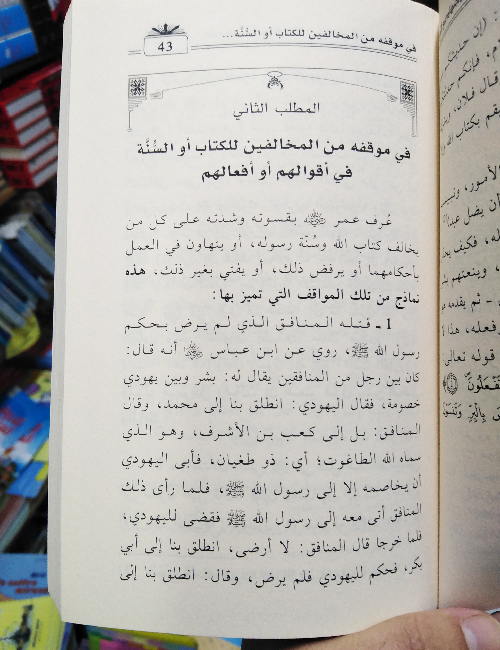 في موقفه من المخالفين للكتاب أو السُّنَّة...
43
المطلب الثاني
في موقفه من المخالفين للكتاب أو السُّنَّة
في أقوالهم أو أفعالهم
عُرف عمر رضي الله عنه بقسوته وشدته على كل من
يخالف كتاب الله وسُنَّة رسوله، أو يتهاون في العمل
بأحكامهما أو يرفض ذلك، أو يفتي بغير ذلك، هذه
نماذج من تلك المواقف التي تميز بها:
1 ـ قتله المنافق الذي لم يرض بحكم
رسول الله ﷺ، روي عن ابن عباس رضي الله عنه أنه قال:
كان بين رجل من المنافقين يقال له: بشر وبين يهودي
خصومة، فقال اليهودي: انطلق بنا إلى محمد، وقال
المنافق: بل إلى كعب بن الأشرف، وهو الذي
سماه الله الطاغوت؛ أي: ذو طغيان، فأبى اليهودي
أن يخاصمه إلا إلى رسول الله ﷺ، فلما رأى ذلك
المنافق أتى معه إلى رسول الله ﷺ فقضى لليهودي،
فلما خرجا قال المنافق: لا أرضى، انطلق بنا إلى أبي
بكر، فحكم لليهودي فلم يرض، وقال: انطلق بنا إلى